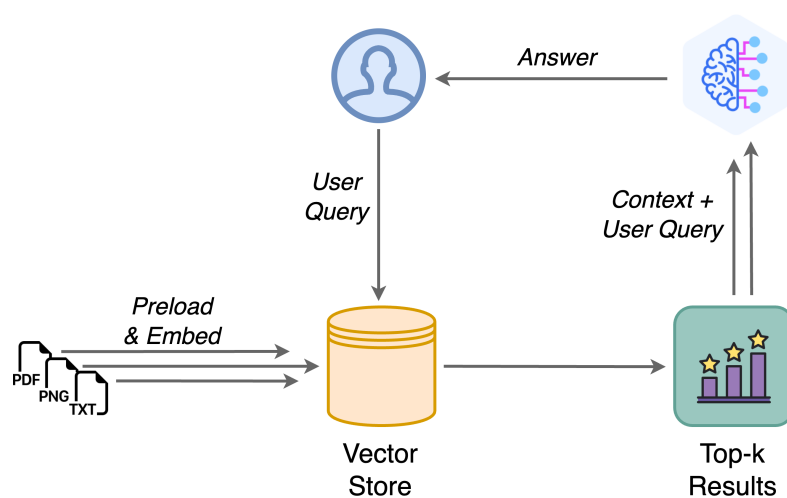 Answer
User
Query
Context +
User Query
Preload
& Embed
PDF
PNG
TXT
Vector
Store
Top-k
Results